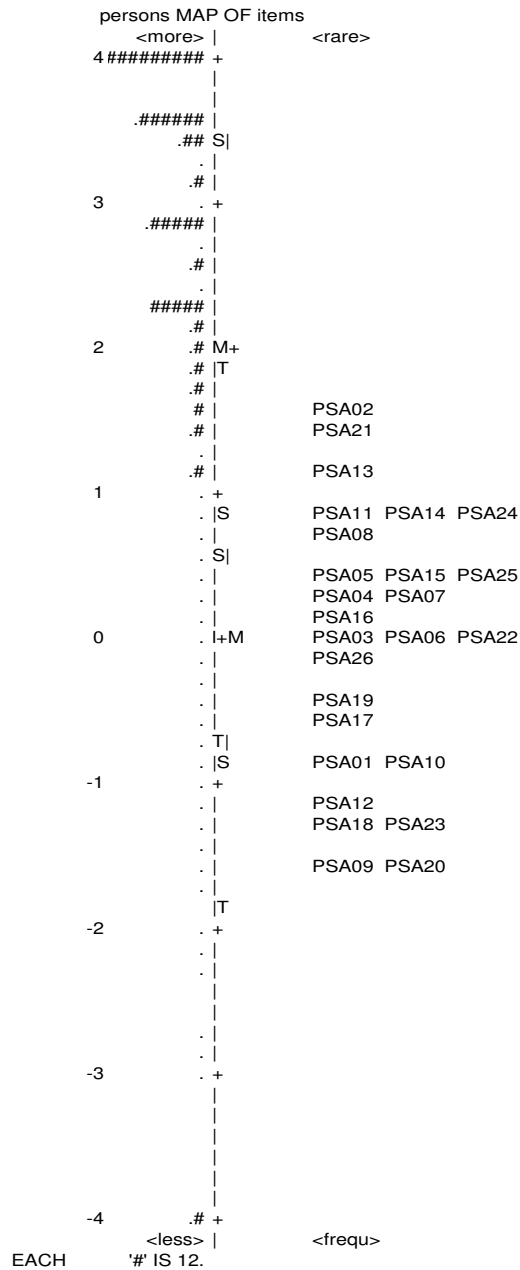 persons MAP OF items
<more> | <rare>
4 ######### +
|
|
.###### |
.## S|
. |
.# |
3 . +
.##### |
. |
.# |
. |
##### |
.# |
2 .# M+
.# |T
.# |
# | PSA02
.# | PSA21
. |
.# | PSA13
1 . +
. |S PSA11 PSA14 PSA24
. | PSA08
. S|
. | PSA05 PSA15 PSA25
. | PSA04 PSA07
. | PSA16
0 . I+M PSA03 PSA06 PSA22
. | PSA26
. |
. | PSA19
. | PSA17
. T|
. |S PSA01 PSA10
-1 . +
. | PSA12
. | PSA18 PSA23
. |
. | PSA09 PSA20
. |
|T
-2 . +
. |
. |
|
|
. |
. |
-3 . +
|
|
|
|
|
|
-4 .# +
<less> | <frequ>
EACH '#' IS 12.